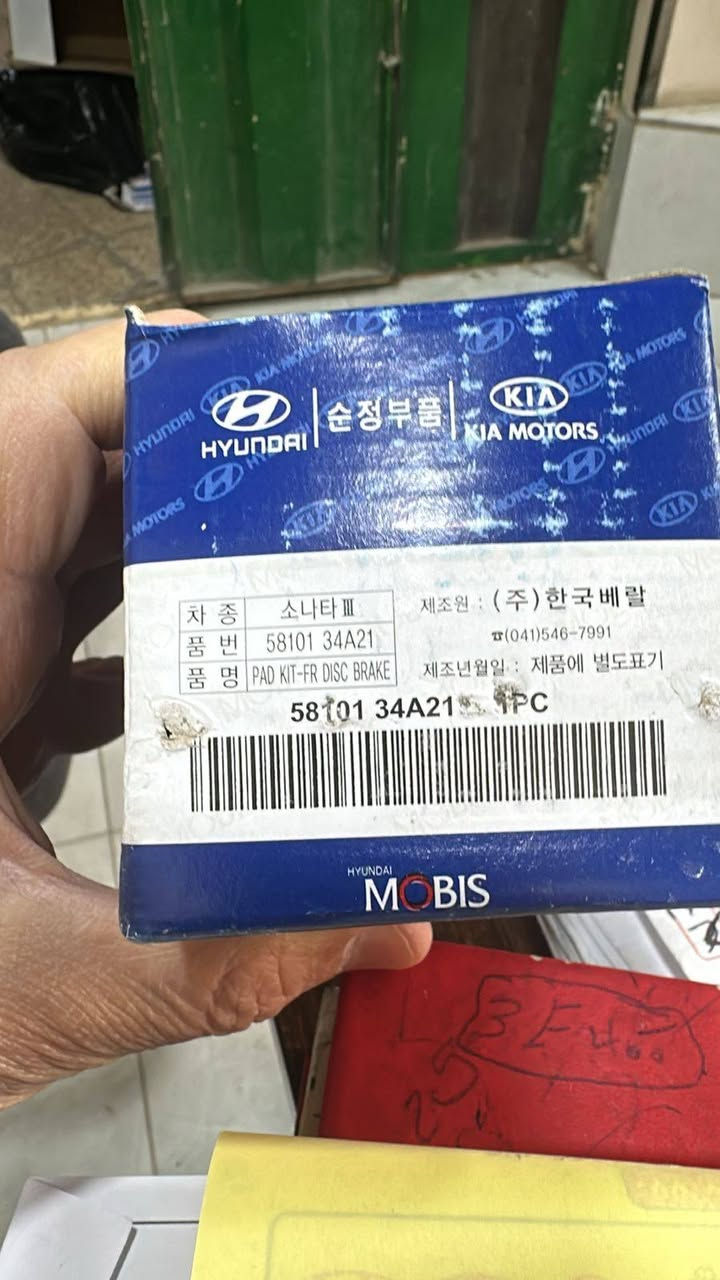 HYUNDAI 순정부품 KIA
KIA MOTORS
차종 소나타Ⅲ
품번 58101 34A21
품명 PAD KIT-FR DISC BRAKE
제조원 : (주)한국베랄
☎(041)546-7991
제조년월일 : 제품에 별도표기
58101 34A21 1PC
HYUNDAI
MOBIS